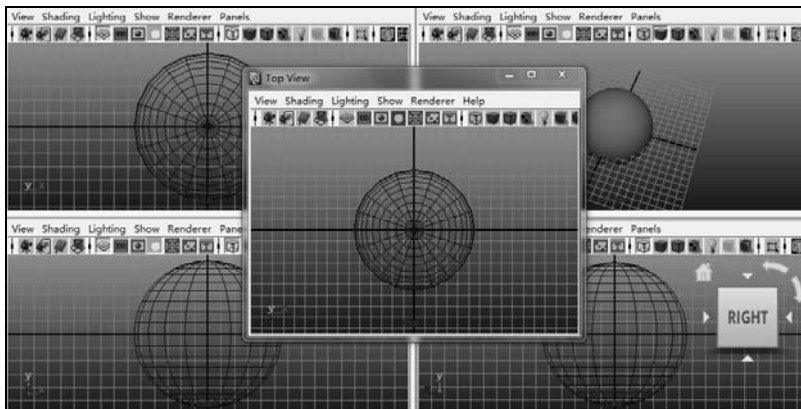 View Shading Lighting Show Renderer Panels
View Shading Lighting Show Renderer Panels
Top View
View Shading Lighting Show Renderer Help
y
y
View Shading Lighting Show Renderer Pane
nderer Panels
RIGHT